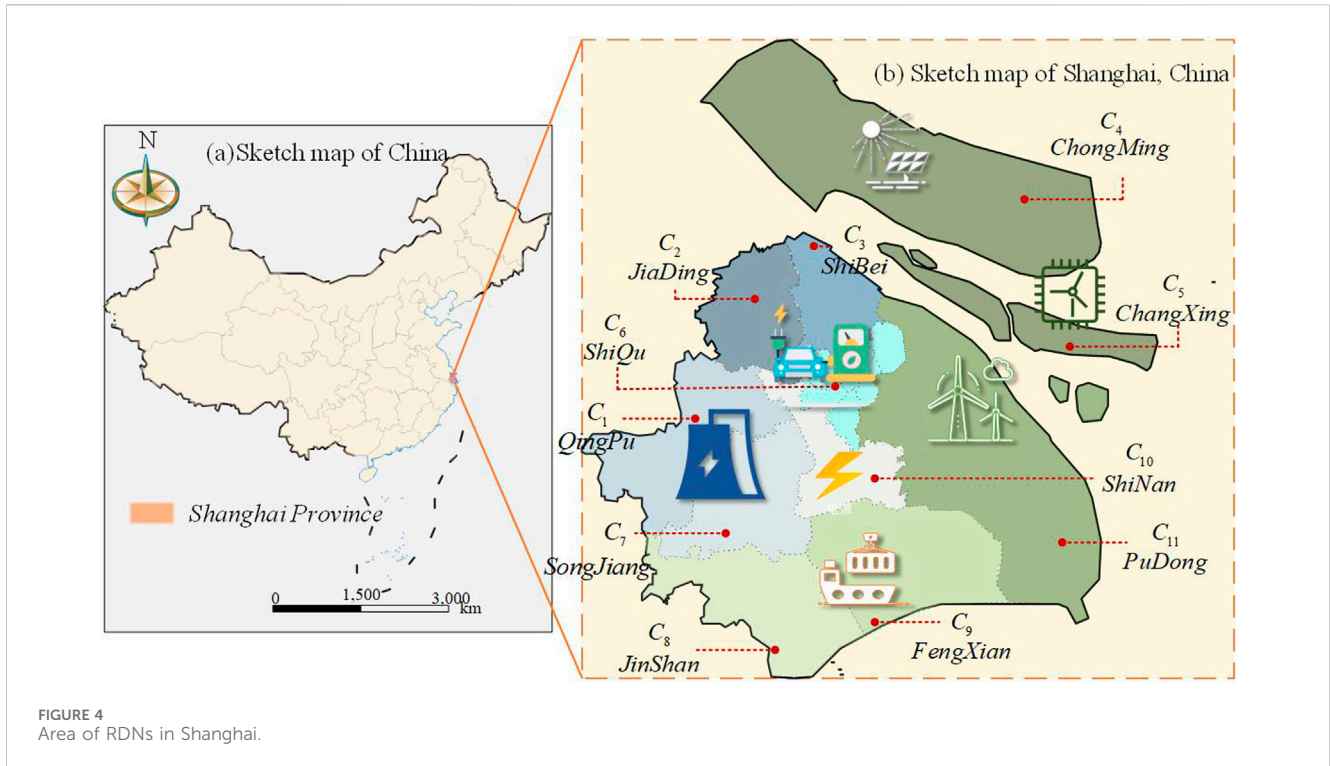 N
(a)Sketch map of China
Shanghai Province
0 1,500 3,000 km
(b) Sketch map of Shanghai, China
C4
ChongMing
C3
ShiBei
C2
JiaDing
C5
ChangXing
C6
ShiQu
C1
QingPu
C10
ShiNan
C7
SongJiang
C11
PuDong
C9
FengXian
C8
JinShan
FIGURE 4
Area of RDNs in Shanghai.